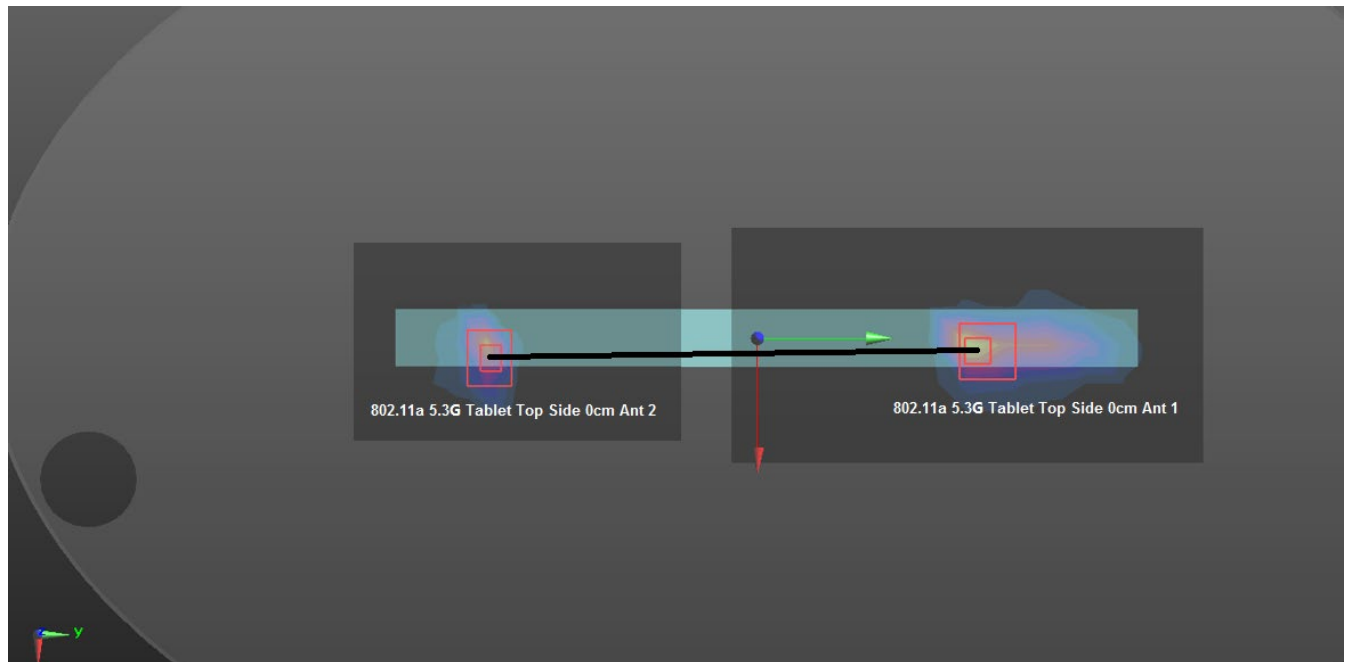 802.11a 5.3G Tablet Top Side 0cm Ant 2
802.11a 5.3G Tablet Top Side 0cm Ant 1
y